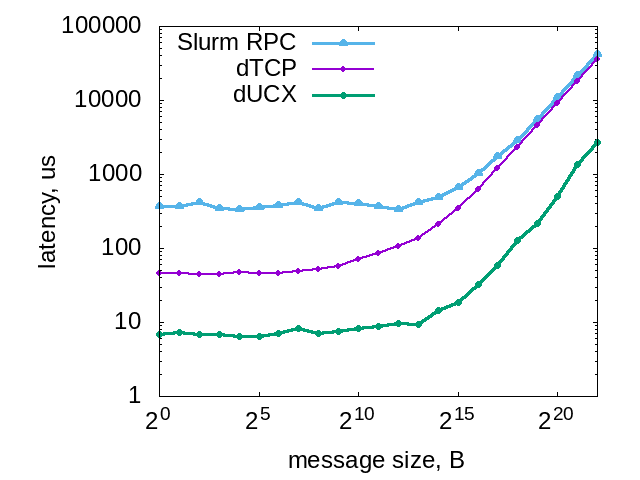 100000
10000
1000
100
10
1
latency, us
Slurm RPC
dTCP
dUCX
2^0 2^5 2^10 2^15 2^20
message size, B